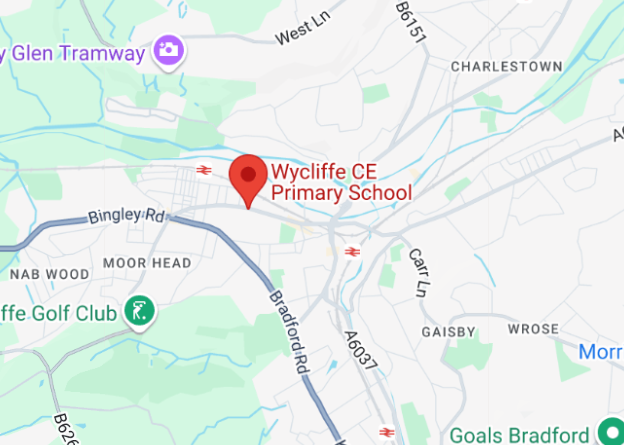 B6151
West Ln
y Glen Tramway
CHARLESTOWN
Wycliffe CE
Primary School
Bingley Rd
MOOR HEAD
NAB WOOD
Carr Ln
ffe Golf Club
Bradford Rd
A6037
GAISBY
WROSE
Morr
B626
Goals Bradford